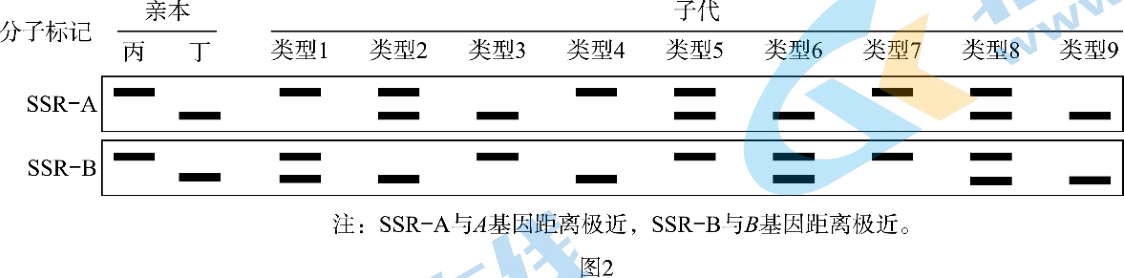 亲本 子代
分子标记
丙 丁 类型1 类型2 类型3 类型4 类型5 类型6 类型7 类型8 类型9
SSR-A
SSR-B
注：SSR-A与A基因距离极近，SSR-B与B基因距离极近。
图2